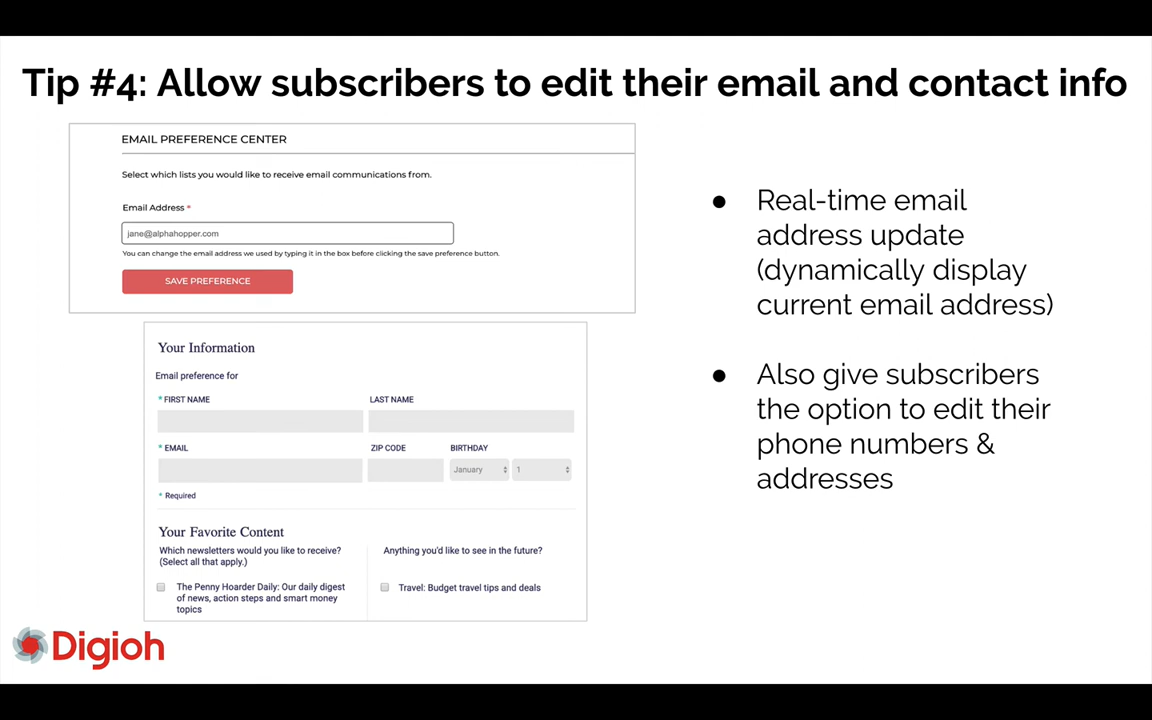 Tip #4: Allow subscribers to edit their email and contact info
EMAIL PREFERENCE CENTER
Select which lists you would like to receive email communications from.
Email Address *
jane@alphahopper.com
You can change the email address we used by typing it in the box before clicking the save preference button.
SAVE PREFERENCE
Your Information
Email preference for
* FIRST NAME
LAST NAME
* EMAIL
ZIP CODE
BIRTHDAY
January
1
* Required
Your Favorite Content
Which newsletters would you like to receive?
(Select all that apply.)
The Penny Hoarder Daily: Our daily digest
of news, action steps and smart money
topics
Anything you'd like to see in the future?
Travel: Budget travel tips and deals
● Real-time email
address update
(dynamically display
current email address)
● Also give subscribers
the option to edit their
phone numbers &
addresses
Digioh